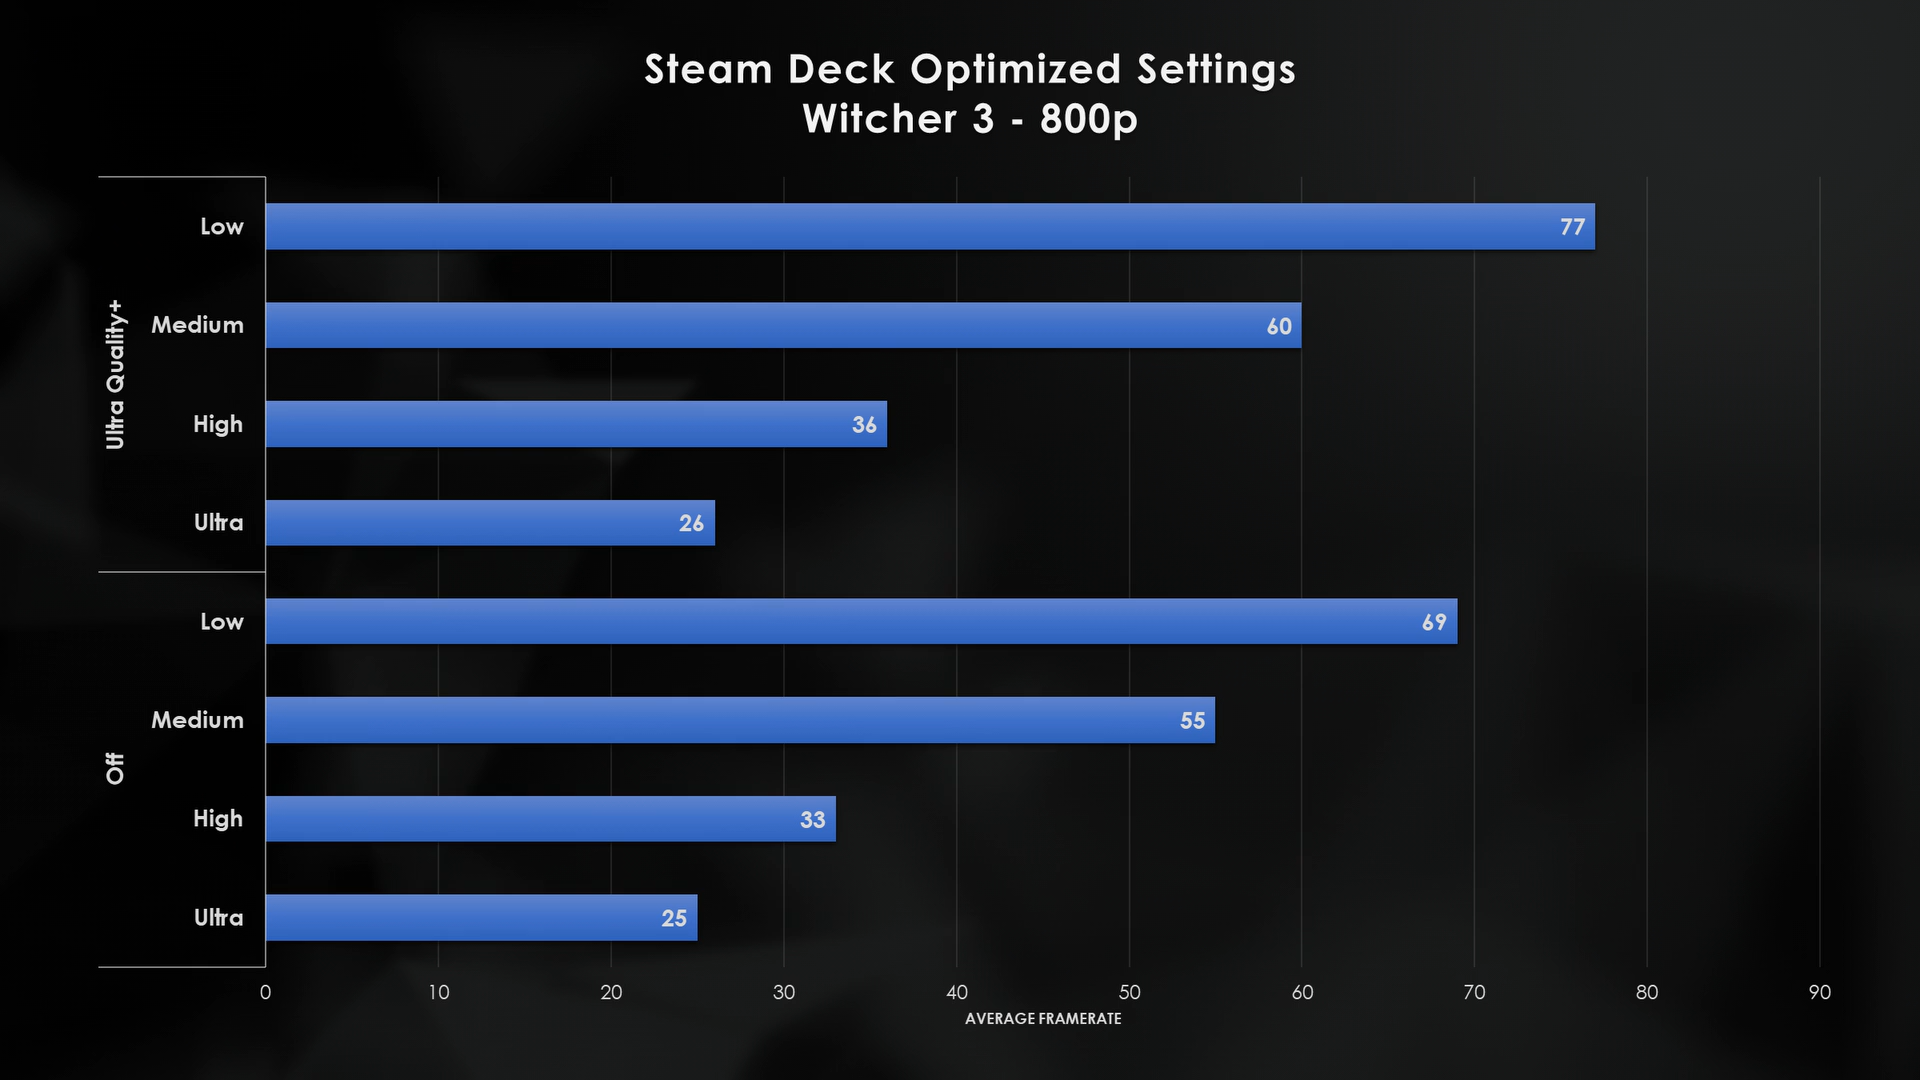 Steam Deck Optimized Settings
Witcher 3 - 800p
Ultra Quality+
Low 77
Medium 60
High 36
Ultra 26
Off
Low 69
Medium 55
High 33
Ultra 25
0 10 20 30 40 50 60 70 80 90
AVERAGE FRAMERATE